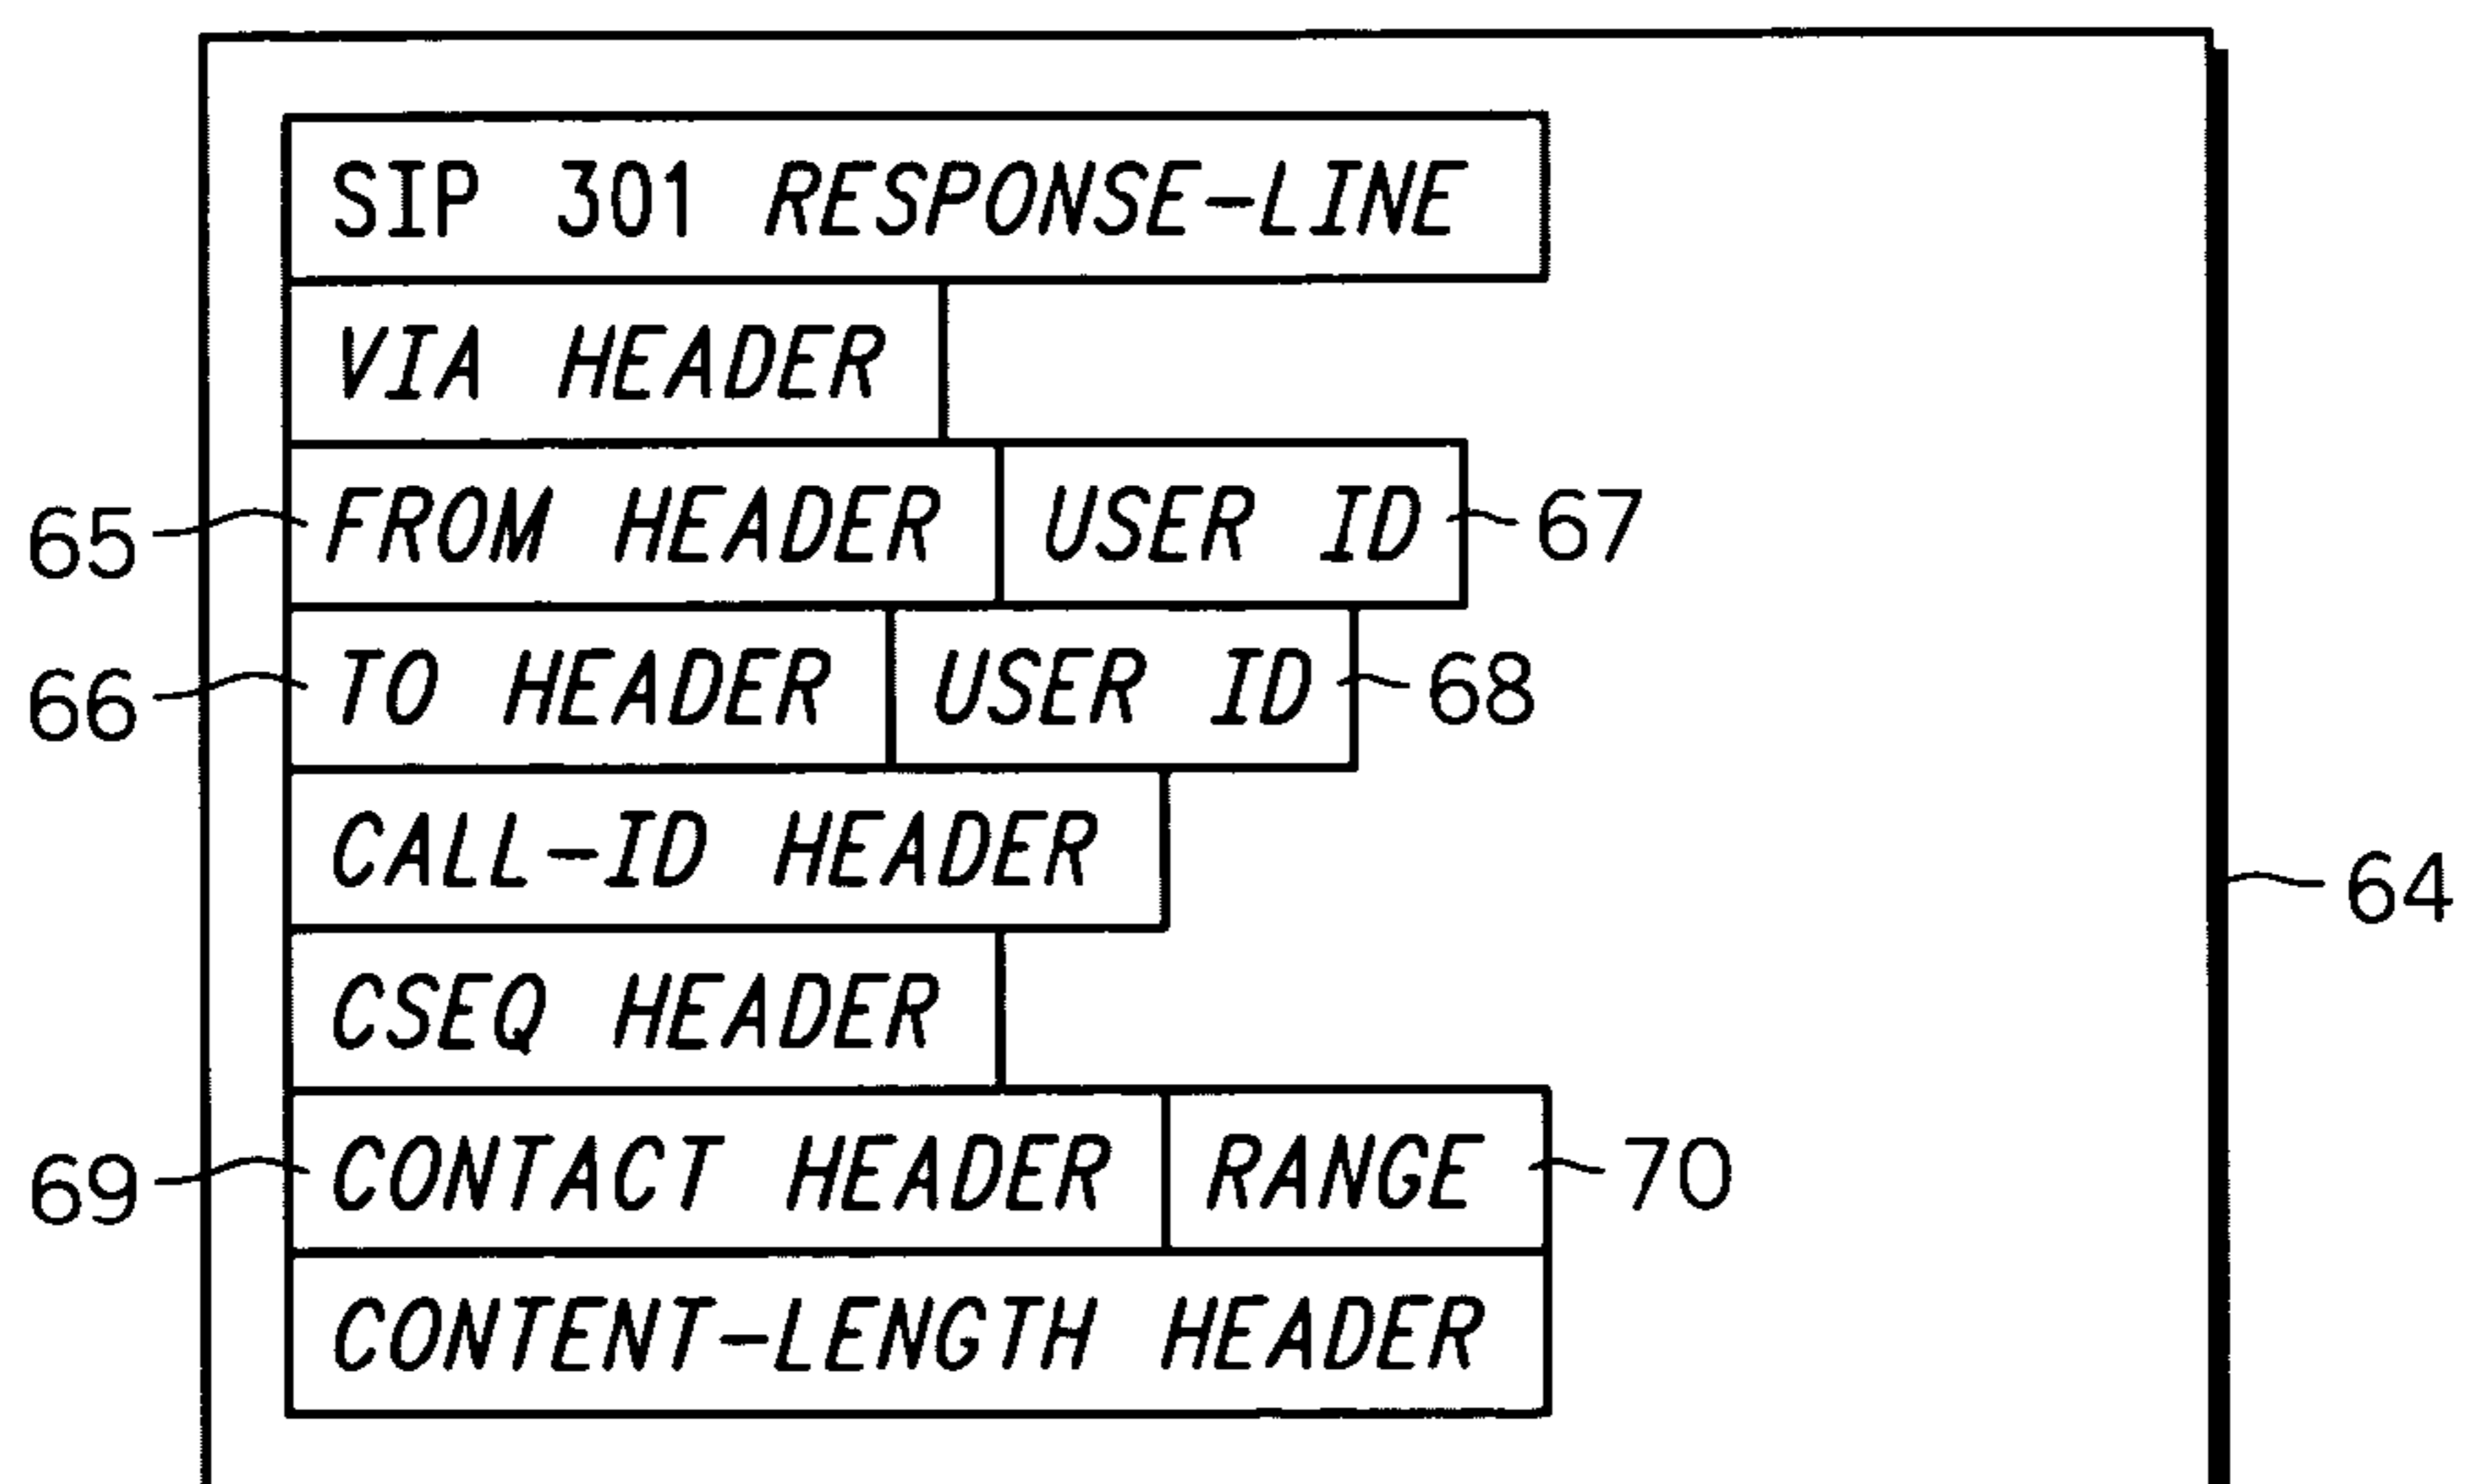 SIP 301 RESPONSE-LINE
VIA HEADER
65 FROM HEADER USER ID 67
66 TO HEADER USER ID 68
CALL-ID HEADER
64
CSEQ HEADER
69 CONTACT HEADER RANGE 70
CONTENT-LENGTH HEADER